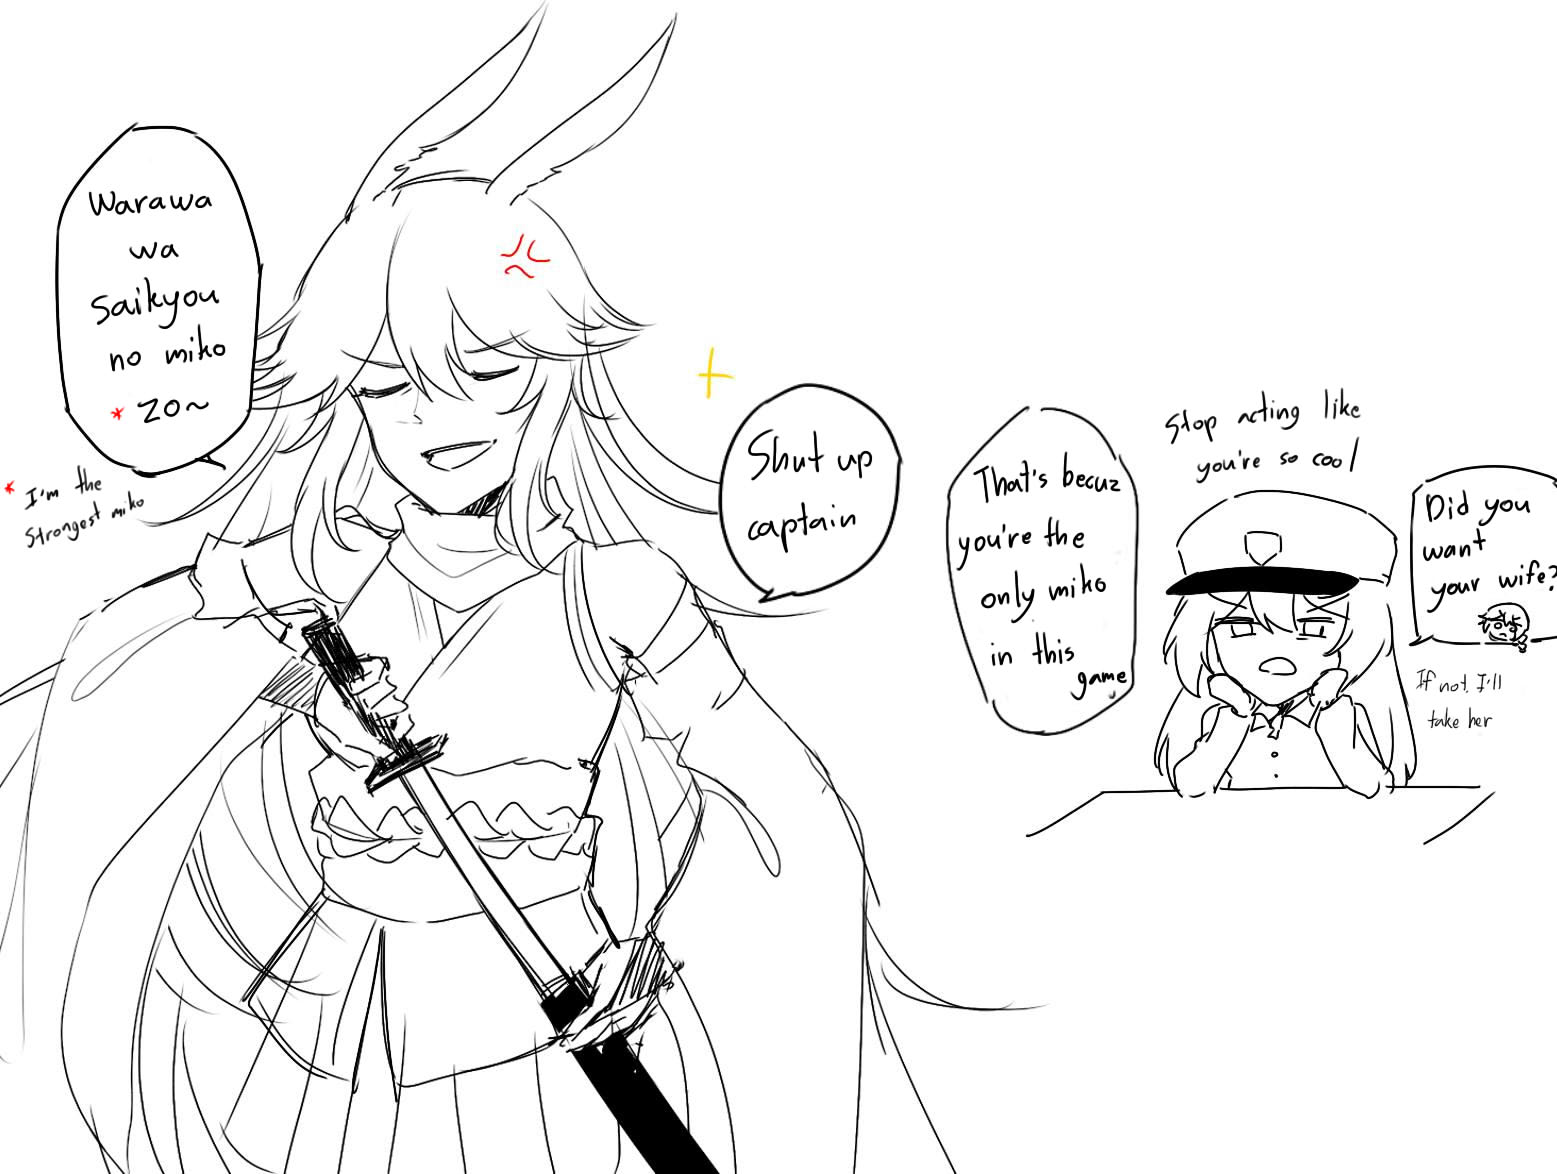 Warawa
wa
saikyou
no miko
* zo~
* I'm the
strongest miko
Shut up
captain
That's becuz
you're the
only miko
in this
game
Stop acting like
you're so cool
Did you
want
your wife?
If not, I'll
take her